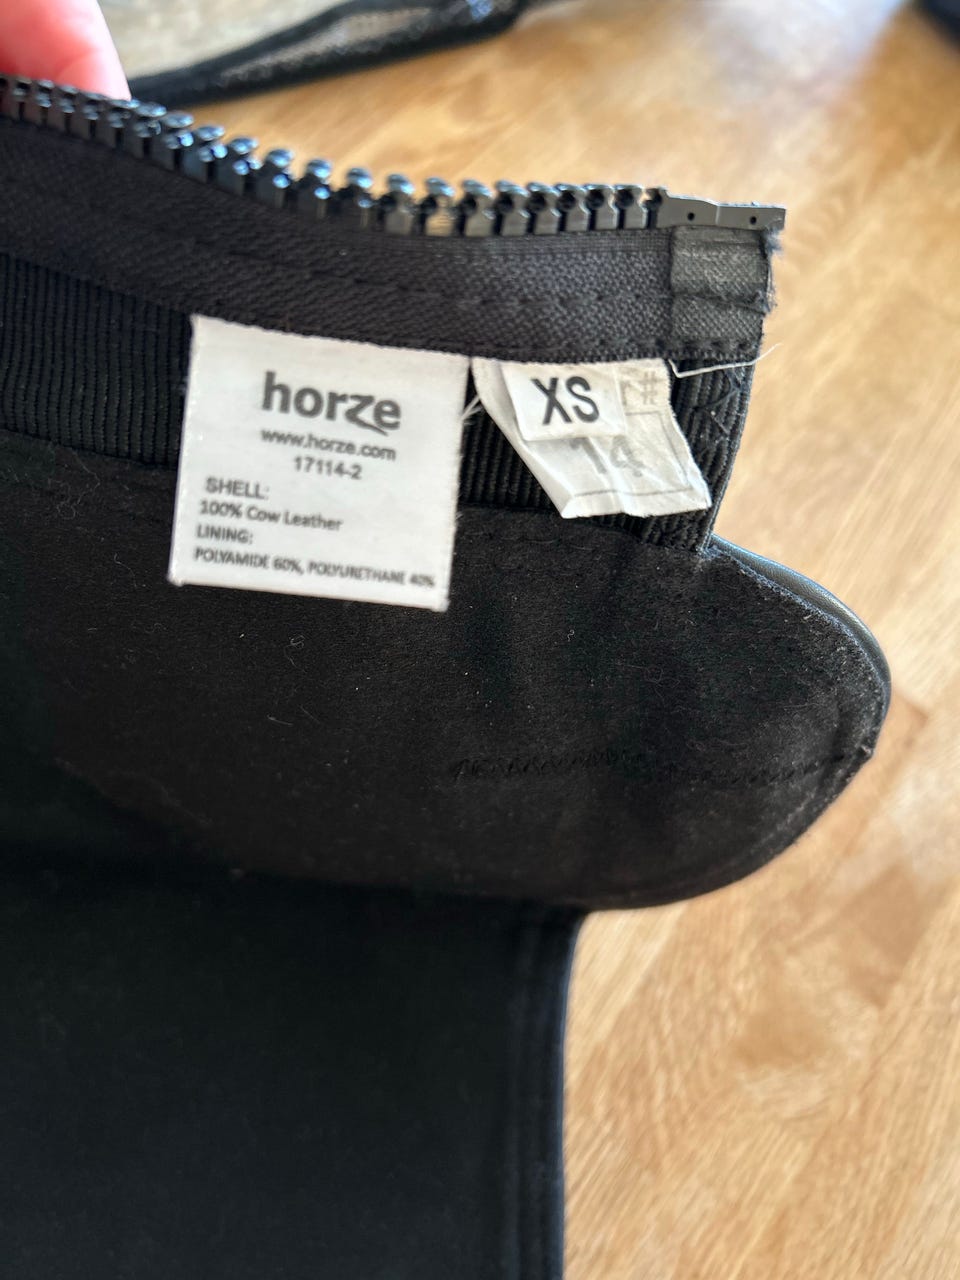 horze
www.horze.com
17114-2
SHELL:
100% Cow Leather
LINING:
POLYAMIDE 60%, POLYURETHANE 40%
XS
#
14